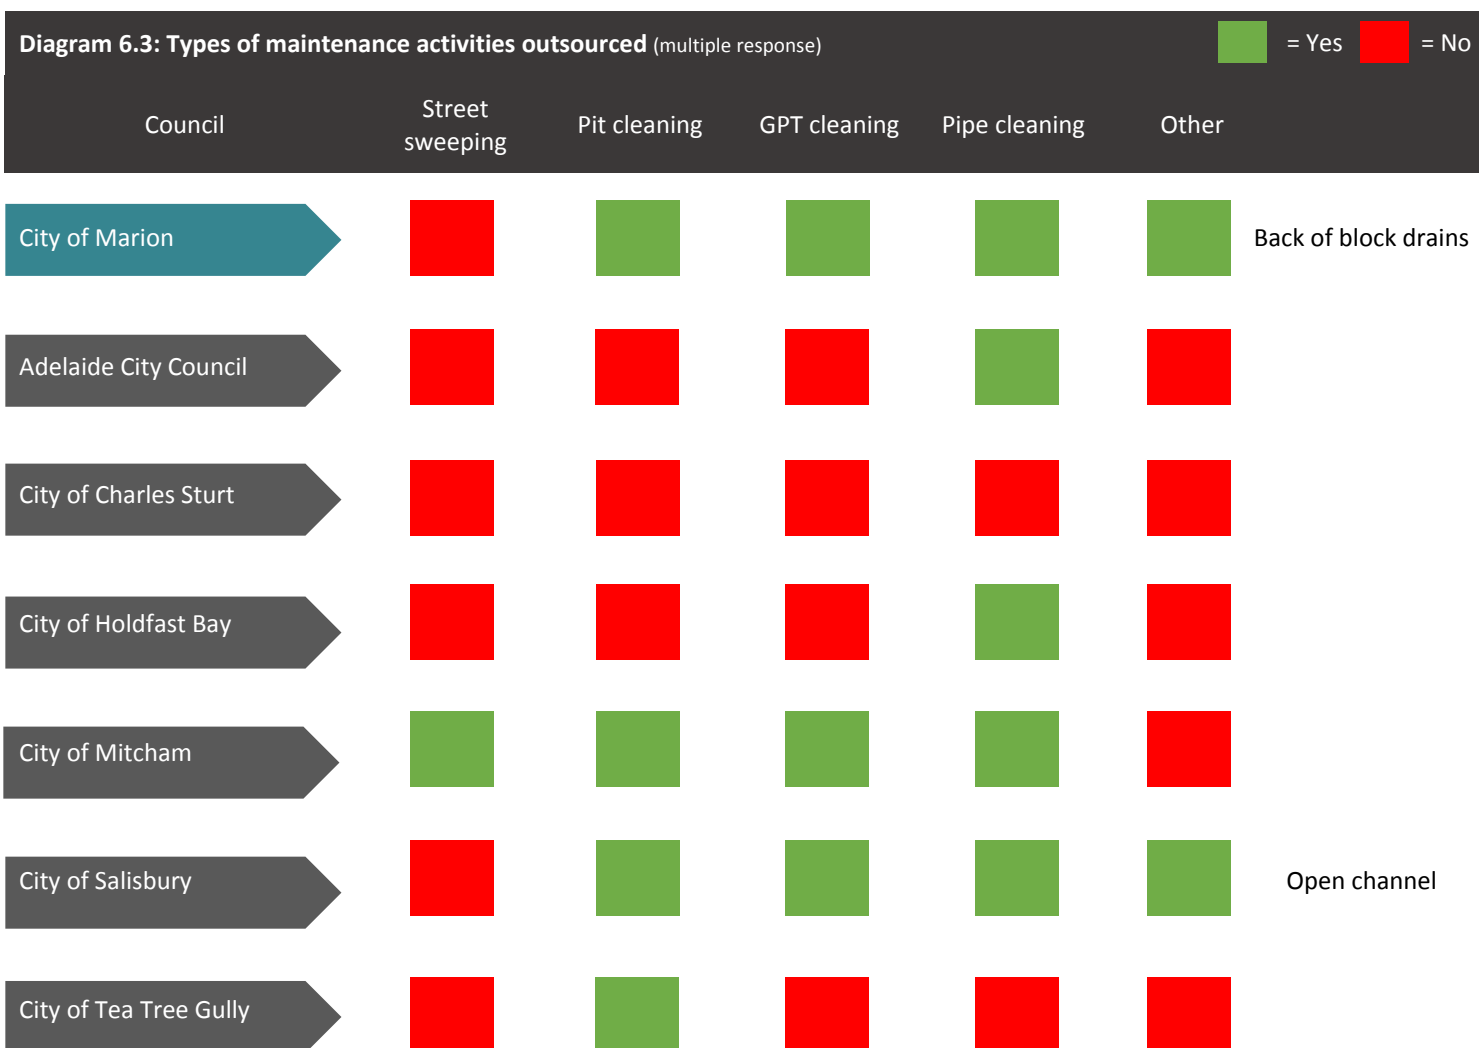 Diagram 6.3: Types of maintenance activities outsourced (multiple response) = Yes = No
Council Street sweeping Pit cleaning GPT cleaning Pipe cleaning Other
City of Marion Back of block drains
Adelaide City Council
City of Charles Sturt
City of Holdfast Bay
City of Mitcham
City of Salisbury Open channel
City of Tea Tree Gully